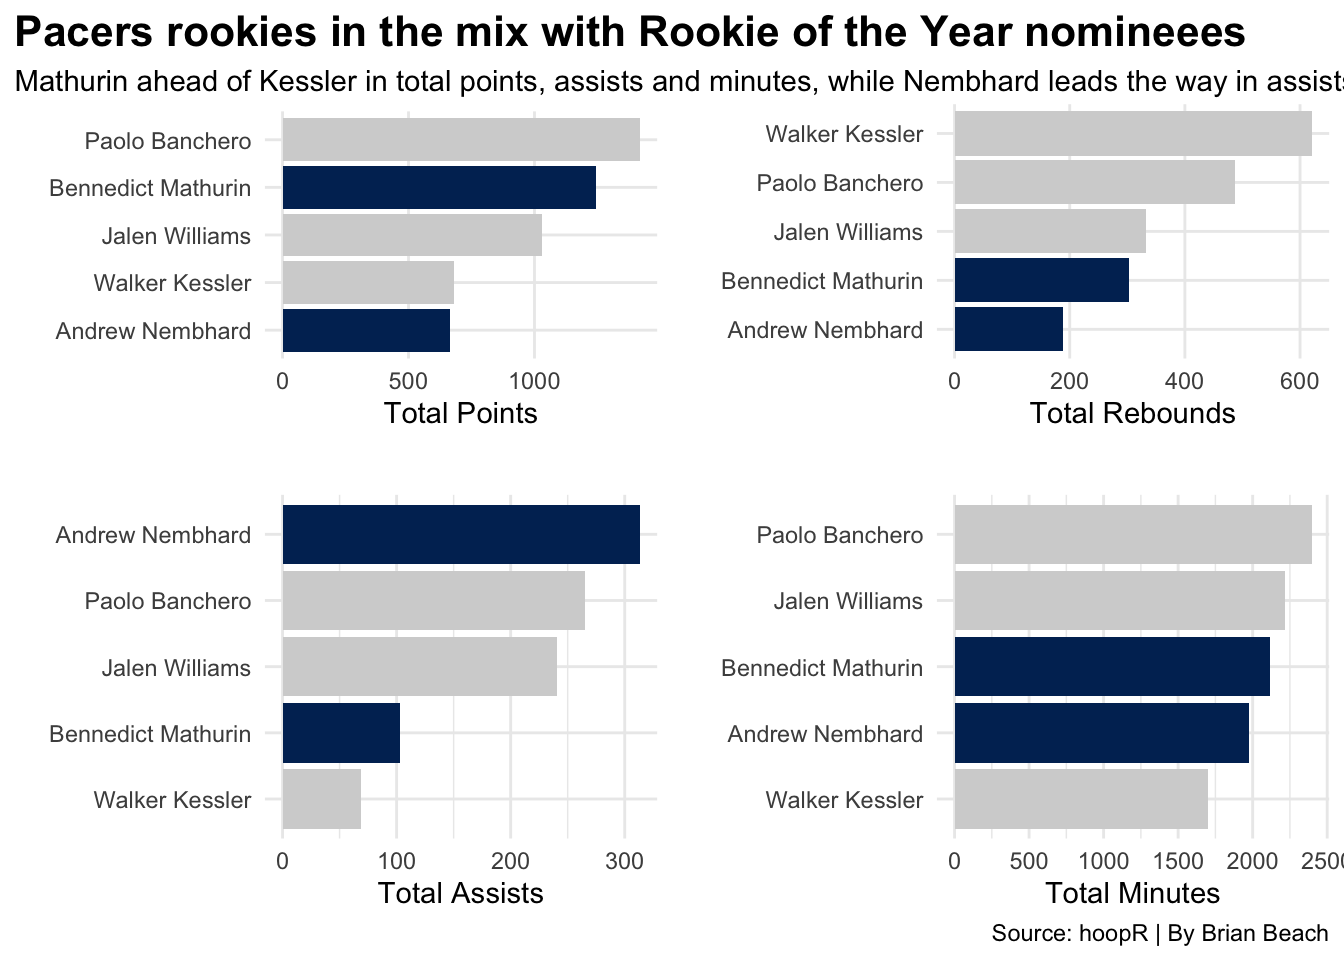 Pacers rookies in the mix with Rookie of the Year nomineees
Mathurin ahead of Kessler in total points, assists and minutes, while Nembhard leads the way in assists
Paolo Banchero
Bennedict Mathurin
Jalen Williams
Walker Kessler
Andrew Nembhard
0 500 1000
Total Points
Walker Kessler
Paolo Banchero
Jalen Williams
Bennedict Mathurin
Andrew Nembhard
0 200 400 600
Total Rebounds
Andrew Nembhard
Paolo Banchero
Jalen Williams
Bennedict Mathurin
Walker Kessler
0 100 200 300
Total Assists
Paolo Banchero
Jalen Williams
Bennedict Mathurin
Andrew Nembhard
Walker Kessler
0 500 1000 1500 2000 2500
Total Minutes
Source: hoopR | By Brian Beach